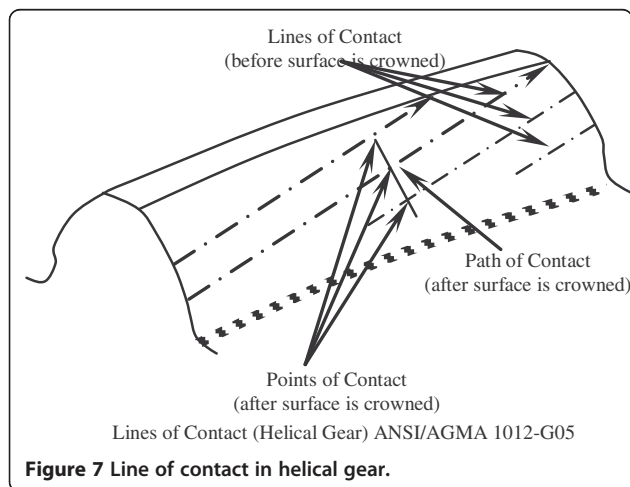 Lines of Contact
(before surface is crowned)
Path of Contact
(after surface is crowned)
Points of Contact
(after surface is crowned)
Lines of Contact (Helical Gear) ANSI/AGMA 1012-G05
Figure 7 Line of contact in helical gear.